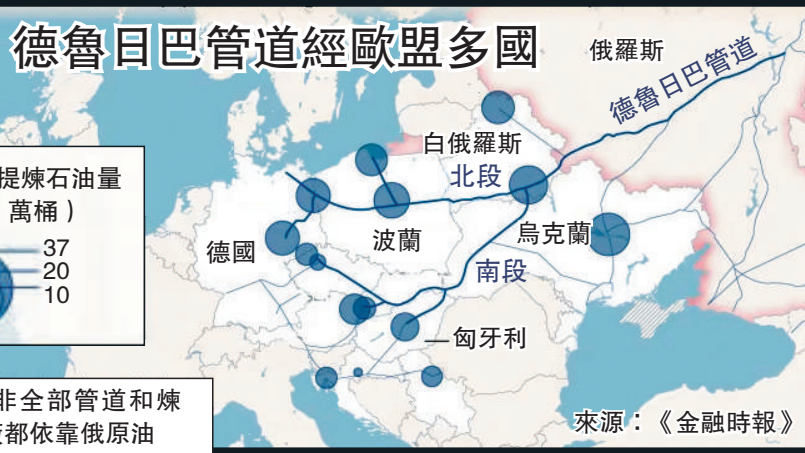 德魯日巴管道經歐盟多國
俄羅斯
德魯日巴管道
提煉石油量
萬桶）
37
20
10
白俄羅斯
北段
德國
波蘭
烏克蘭
南段
匈牙利
非全部管道和煉
都依靠俄原油
來源：《金融時報》